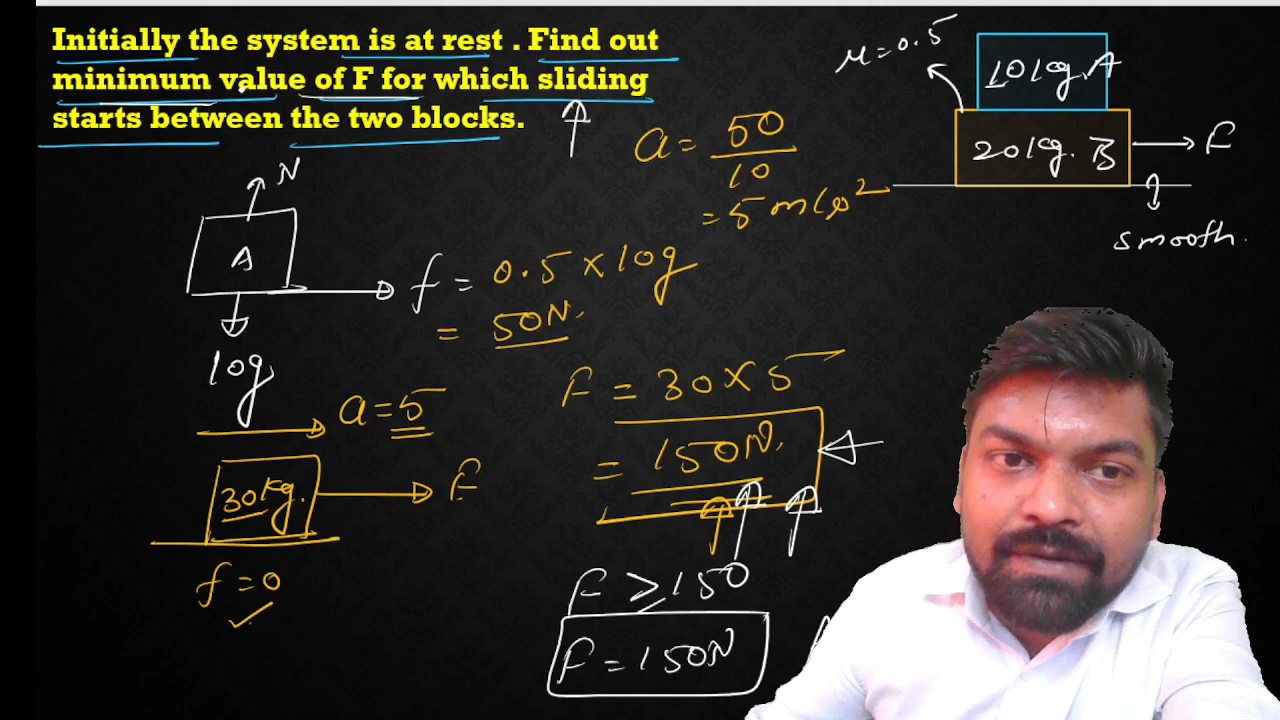 Initially the system is at rest . Find out
minimum value of F for which sliding
starts between the two blocks.
μ=0.5
10kg.A
20kg. B
F
smooth.
N
A
10g
f = 0.5 x 10g
= 50N.
a = 50
10
= 5 m/s²
a = 5
30kg.
F
f = 0
F = 30 x 5
= 150N.
F ≥ 150
F = 150N